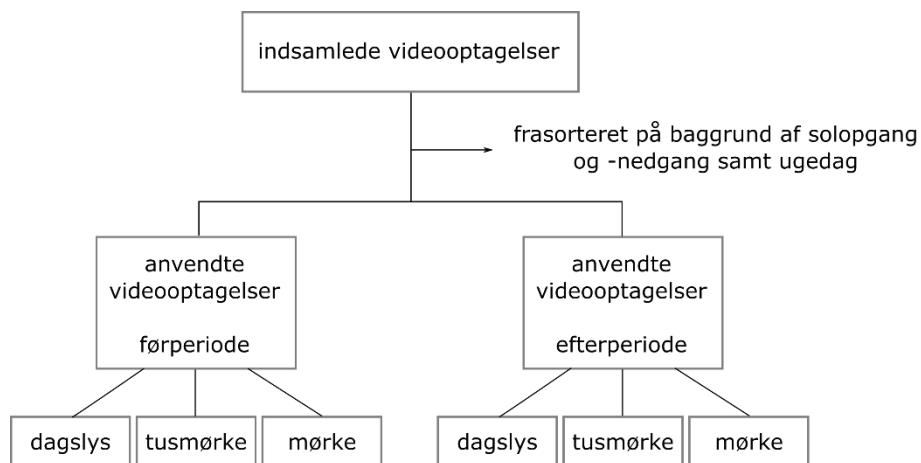 indsamlede videooptagelser
frasorteret på baggrund af solopgang
og -nedgang samt ugedag
anvendte
videooptagelser
førperiode
anvendte
videooptagelser
efterperiode
dagslys
tusmørke
mørke
dagslys
tusmørke
mørke